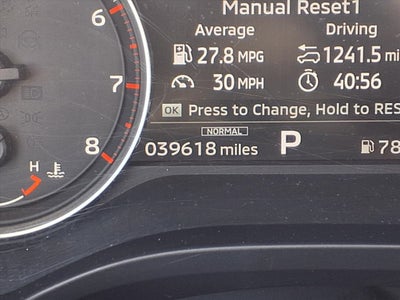 Manual Reset1
Average Driving
27.8 MPG 1241.5 mi
30 MPH 40:56
OK Press to Change, Hold to RES
NORMAL
039618 miles P 78
6
7
8
H